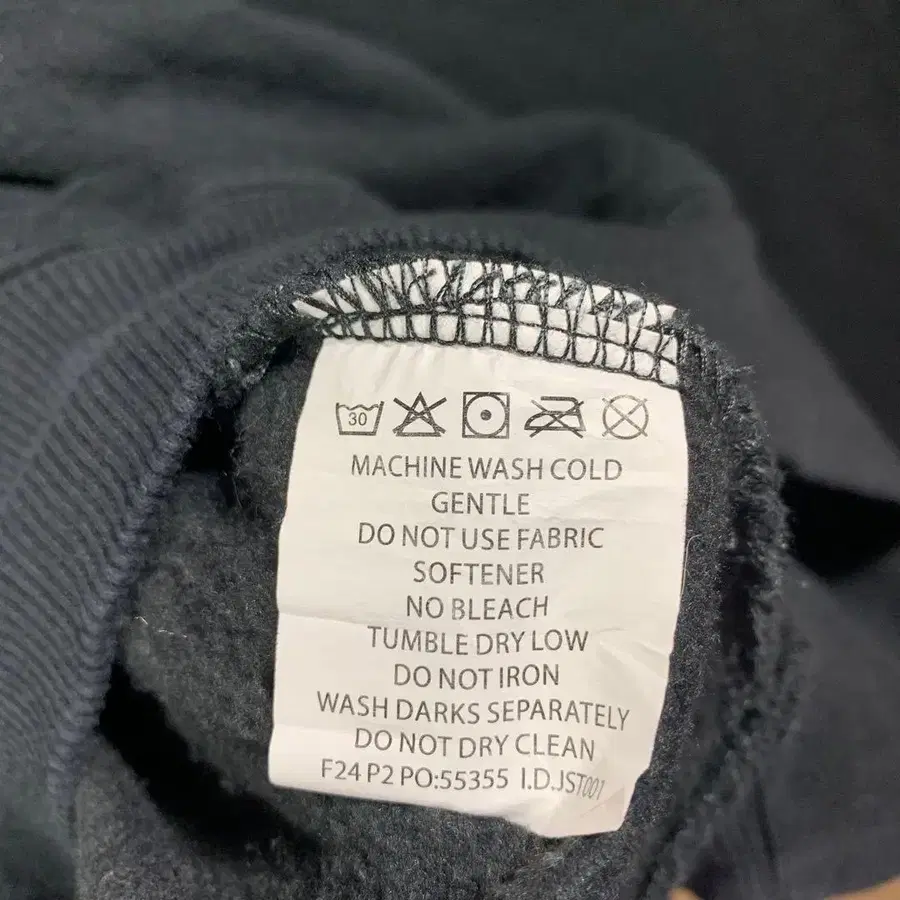 30
MACHINE WASH COLD
GENTLE
DO NOT USE FABRIC
SOFTENER
NO BLEACH
TUMBLE DRY LOW
DO NOT IRON
WASH DARKS SEPARATELY
DO NOT DRY CLEAN
F24 P2 PO:55355 I.D.JST001